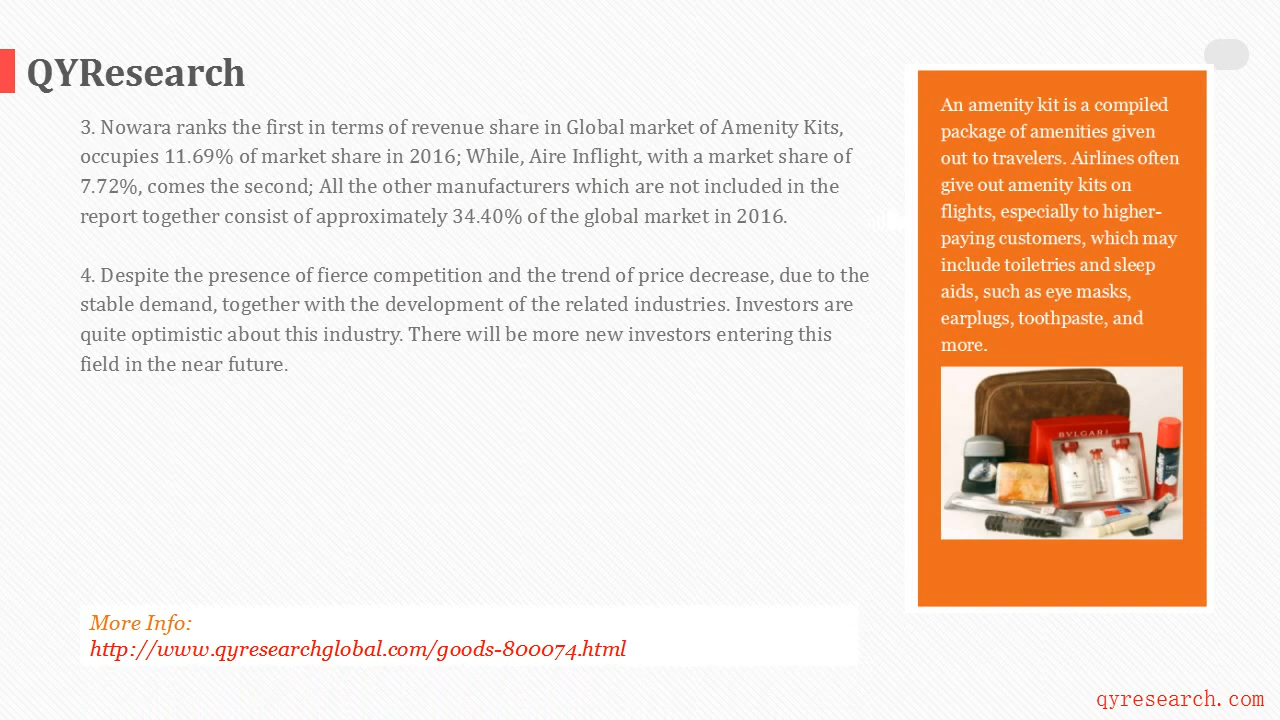 QYResearch
3. Nowara ranks the first in terms of revenue share in Global market of Amenity Kits,
occupies 11.69% of market share in 2016; While, Aire Inflight, with a market share of
7.72%, comes the second; All the other manufacturers which are not included in the
report together consist of approximately 34.40% of the global market in 2016.
4. Despite the presence of fierce competition and the trend of price decrease, due to the
stable demand, together with the development of the related industries. Investors are
quite optimistic about this industry. There will be more new investors entering this
field in the near future.
An amenity kit is a compiled
package of amenities given
out to travelers. Airlines often
give out amenity kits on
flights, especially to higher-
paying customers, which may
include toiletries and sleep
aids, such as eye masks,
earplugs, toothpaste, and
more.
BVLGARI
More Info:
http://www.qyresearchglobal.com/goods-800074.html
qyresearch.com